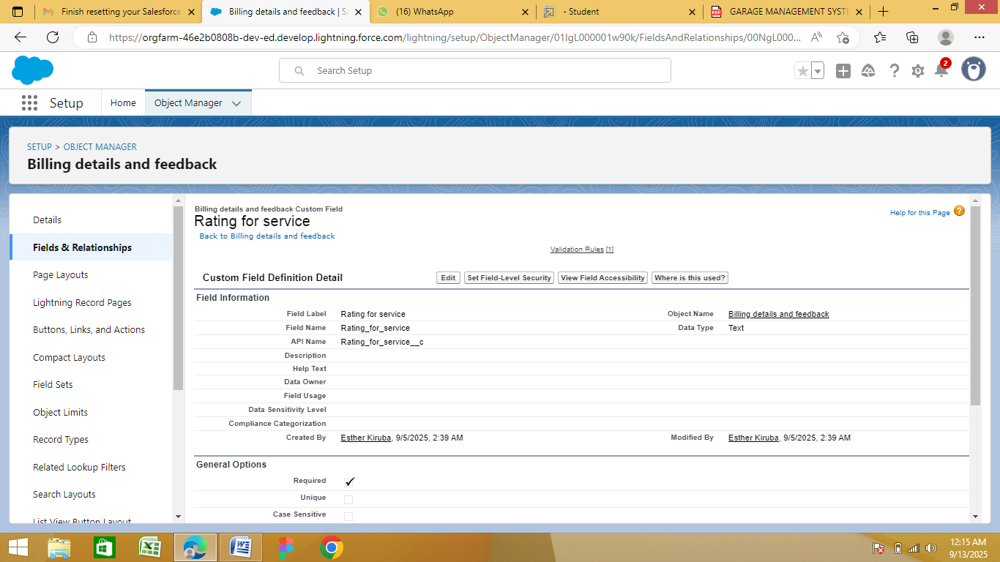 Finish resetting your Salesforce
Billing details and feedback | S
(16) WhatsApp
- Student
GARAGE MANAGEMENT SYSTE
https://orgfarm-46e2b0808b-dev-ed.develop.lightning.force.com/lightning/setup/ObjectManager/01IgL000001w90k/FieldsAndRelationships/00NgL000...
Search Setup
2
Setup
Home
Object Manager
SETUP > OBJECT MANAGER
Billing details and feedback
Details
Fields & Relationships
Page Layouts
Lightning Record Pages
Buttons, Links, and Actions
Compact Layouts
Field Sets
Object Limits
Record Types
Related Lookup Filters
Search Layouts
List View Button Layout
Billing details and feedback Custom Field
Rating for service
Back to Billing details and feedback
Help for this Page
Validation Rules [1]
Custom Field Definition Detail
Edit
Set Field-Level Security
View Field Accessibility
Where is this used?
Field Information
Field Label Rating for service Object Name Billing details and feedback
Field Name Rating_for_service Data Type Text
API Name Rating_for_service__c
Description
Help Text
Data Owner
Field Usage
Data Sensitivity Level
Compliance Categorization
Created By Esther Kiruba, 9/5/2025, 2:39 AM Modified By Esther Kiruba, 9/5/2025, 2:39 AM
General Options
Required
Unique
Case Sensitive
12:15 AM
9/13/2025